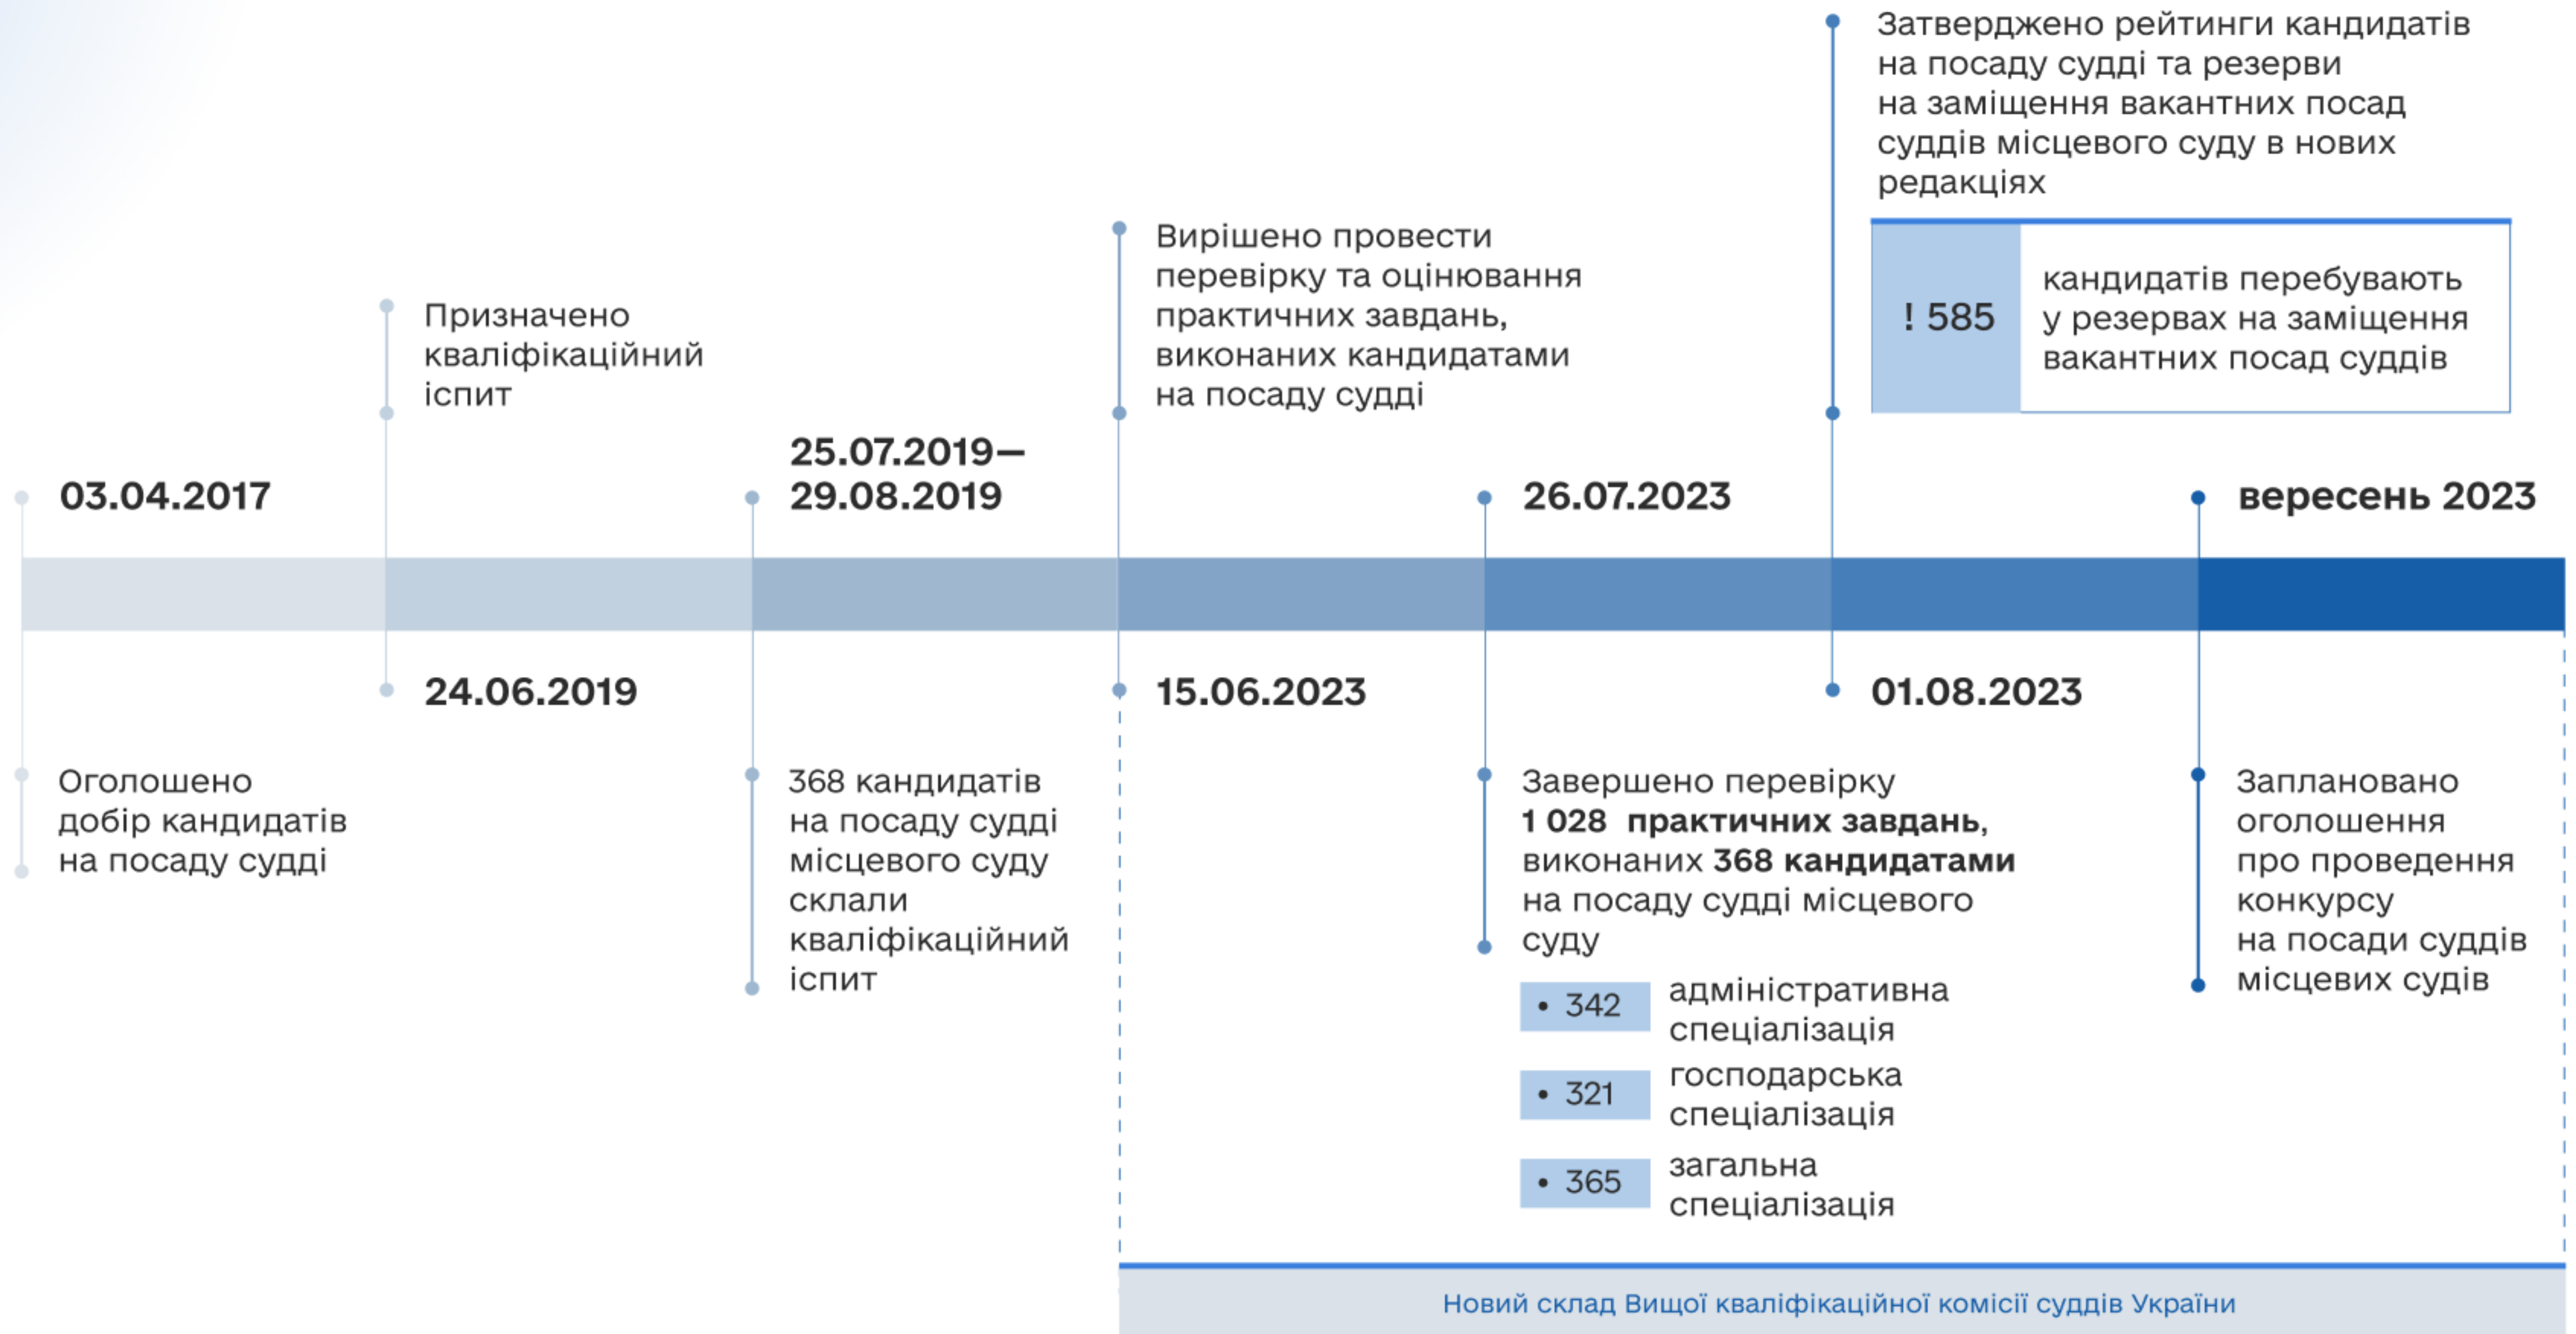 03.04.2017
Оголошено
добір кандидатів
на посаду судді
Призначено
кваліфікаційний
іспит
24.06.2019
25.07.2019—
29.08.2019
368 кандидатів
на посаду судді
місцевого суду
склали
кваліфікаційний
іспит
Вирішено провести
перевірку та оцінювання
практичних завдань,
виконаних кандидатами
на посаду судді
15.06.2023
26.07.2023
Завершено перевірку
1 028 практичних завдань,
виконаних 368 кандидатами
на посаду судді місцевого
суду
• 342 адміністративна
спеціалізація
• 321 господарська
спеціалізація
• 365 загальна
спеціалізація
Затверджено рейтинги кандидатів
на посаду судді та резерви
на заміщення вакантних посад
суддів місцевого суду в нових
редакціях
! 585
кандидатів перебувають
у резервах на заміщення
вакантних посад суддів
01.08.2023
вересень 2023
Заплановано
оголошення
про проведення
конкурсу
на посади суддів
місцевих судів
Новий склад Вищої кваліфікаційної комісії суддів України